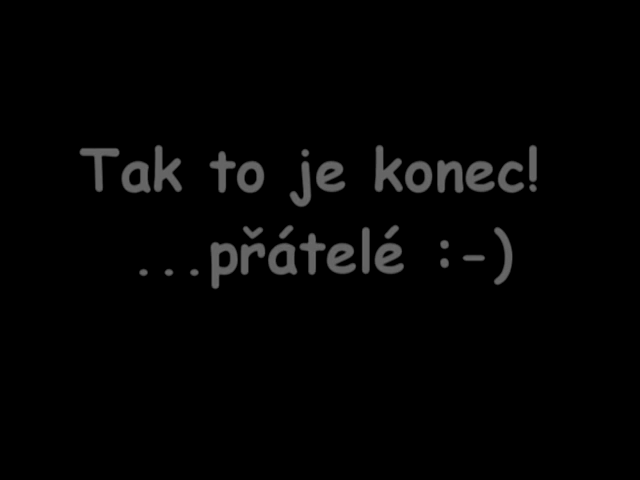 Tak to je konec!
...přátelé :-)